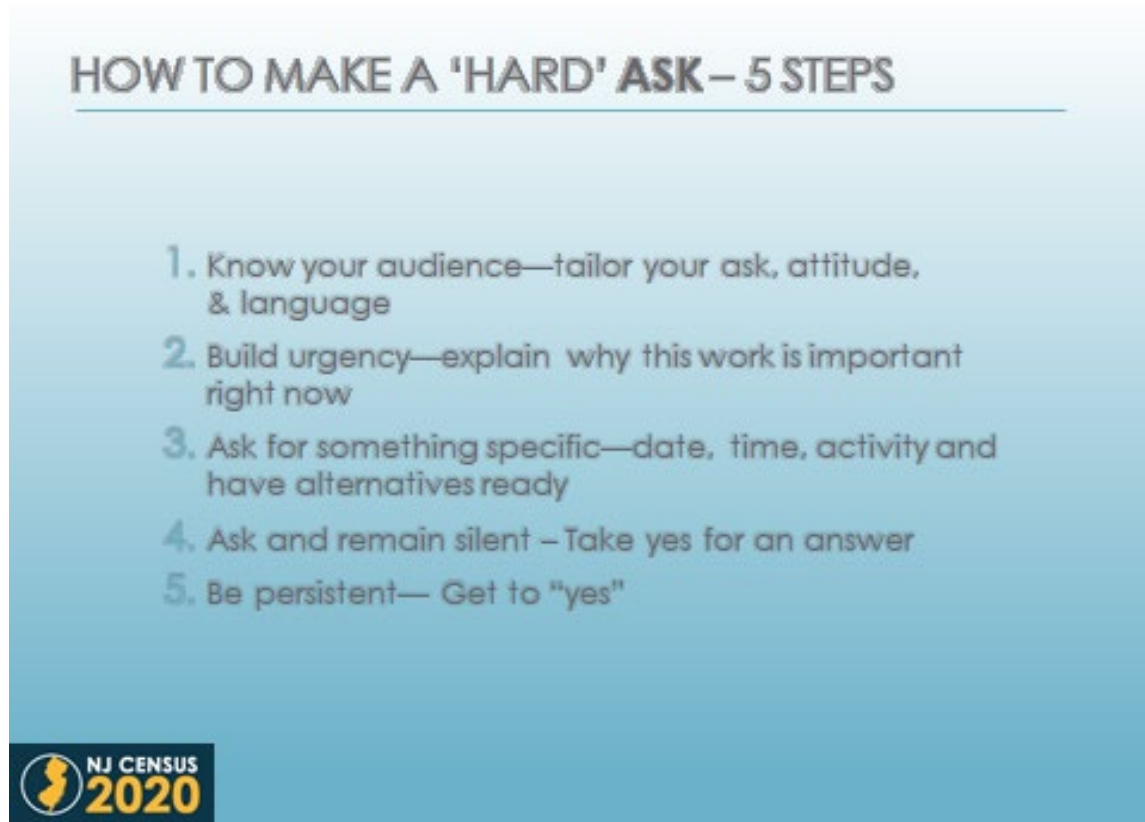 HOW TO MAKE A ‘HARD’ ASK – 5 STEPS
1. Know your audience—tailor your ask, attitude,
& language
2. Build urgency—explain why this work is important
right now
3. Ask for something specific—date, time, activity and
have alternatives ready
4. Ask and remain silent – Take yes for an answer
5. Be persistent— Get to “yes”
NJ CENSUS
2020